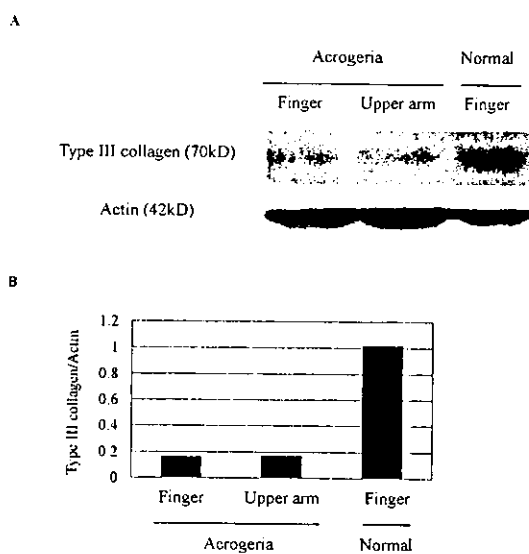 A
Acrogeria Normal
Finger Upper arm Finger
Type III collagen (70kD)
Actin (42kD)
B
Type III collagen/Actin
1.2
1
0.8
0.6
0.4
0.2
0
Finger Upper arm Finger
Acrogeria Normal